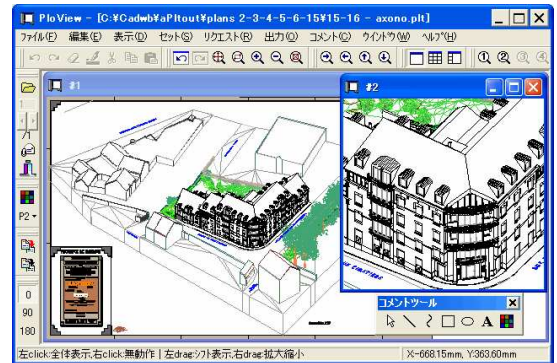 PloView - [C:¥Cadwb¥aPltout¥plans 2-3-4-5-6-15¥15-16 - axono.plt]
ファイル(F) 編集(E) 表示(D) セット(S) リクエスト(R) 出力(O) コメント(C) ウインドウ(W) ヘルプ(H)
#1
#2
1
/1
P2
0
90
180
コメントツール
A
左click:全体表示,右click:無動作 | 左drag:シフト表示,右drag:拡大縮小
X:-668.15mm, Y:363.60mm